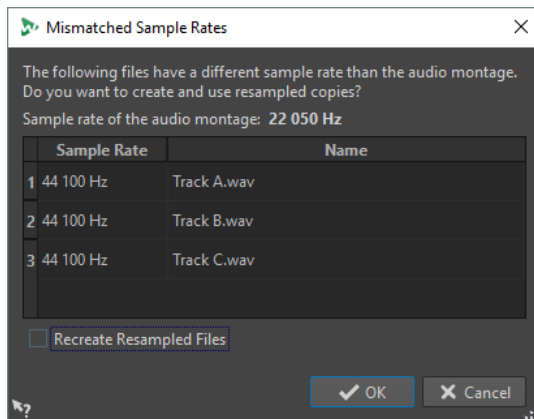 Mismatched Sample Rates
The following files have a different sample rate than the audio montage.
Do you want to create and use resampled copies?
Sample rate of the audio montage: 22 050 Hz
Sample Rate Name
1 44 100 Hz Track A.wav
2 44 100 Hz Track B.wav
3 44 100 Hz Track C.wav
Recreate Resampled Files
OK Cancel
?